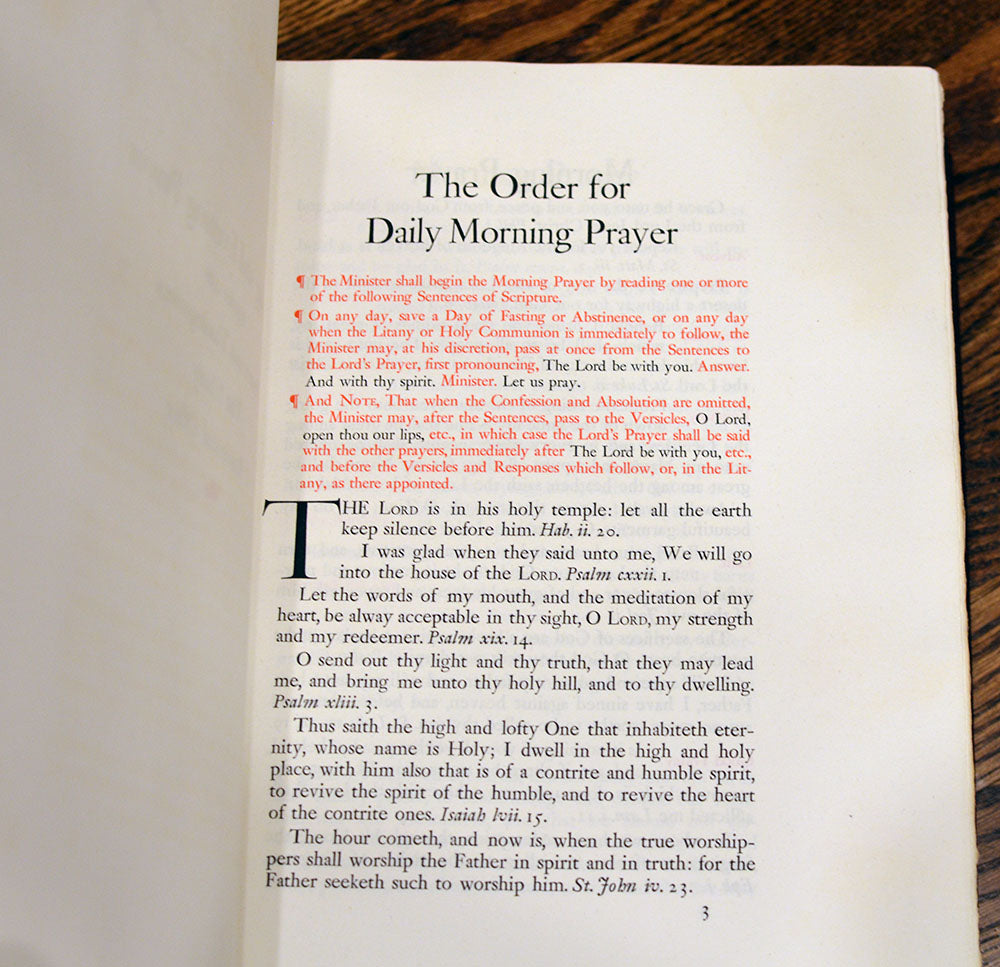 The Order for
Daily Morning Prayer
¶ The Minister shall begin the Morning Prayer by reading one or more
of the following Sentences of Scripture.
¶ On any day, save a Day of Fasting or Abstinence, or on any day
when the Litany or Holy Communion is immediately to follow, the
Minister may, at his discretion, pass at once from the Sentences to
the Lord's Prayer, first pronouncing, The Lord be with you. Answer.
And with thy spirit. Minister. Let us pray.
¶ And NOTE, That when the Confession and Absolution are omitted,
the Minister may, after the Sentences, pass to the Versicles, O Lord,
open thou our lips, etc., in which case the Lord's Prayer shall be said
with the other prayers, immediately after The Lord be with you, etc.,
and before the Versicles and Responses which follow, or, in the Lit-
any, as there appointed.
THE LORD is in his holy temple: let all the earth
keep silence before him. Hab. ii. 20.
I was glad when they said unto me, We will go
into the house of the LORD. Psalm cxxii. 1.
Let the words of my mouth, and the meditation of my
heart, be alway acceptable in thy sight, O LORD, my strength
and my redeemer. Psalm xix. 14.
O send out thy light and thy truth, that they may lead
me, and bring me unto thy holy hill, and to thy dwelling.
Psalm xliii. 3.
Thus saith the high and lofty One that inhabiteth eter-
nity, whose name is Holy; I dwell in the high and holy
place, with him also that is of a contrite and humble spirit,
to revive the spirit of the humble, and to revive the heart
of the contrite ones. Isaiah lvii. 15.
The hour cometh, and now is, when the true worship-
pers shall worship the Father in spirit and in truth: for the
Father seeketh such to worship him. St. John iv. 23.
3